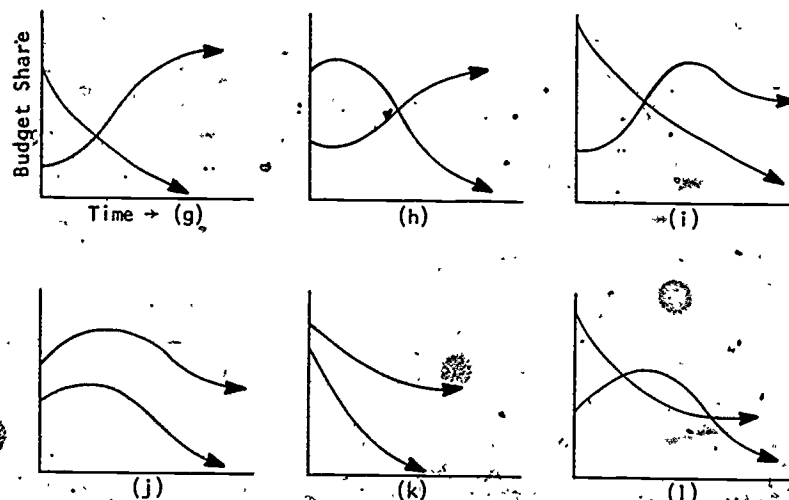 Budget Share
Time → (g)
(h)
(i)
(j)
(k)
(l)